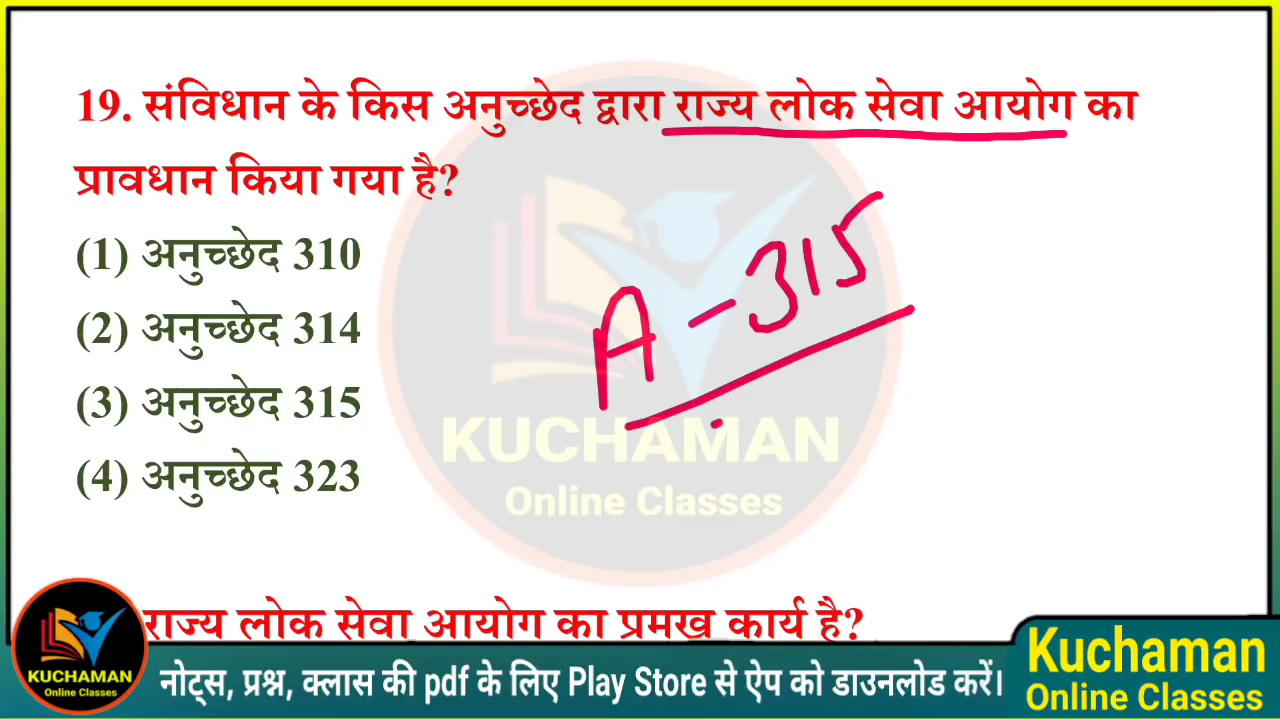 19. संविधान के किस अनुच्छेद द्वारा राज्य लोक सेवा आयोग का
प्रावधान किया गया है?
(1) अनुच्छेद 310
(2) अनुच्छेद 314
(3) अनुच्छेद 315
(4) अनुच्छेद 323
A - 315
KUCHAMAN
Online Classes
राज्य लोक सेवा आयोग का प्रमुख कार्य है?
KUCHAMAN
Online Classes
नोट्स, प्रश्न, क्लास की pdf के लिए Play Store से ऐप को डाउनलोड करें।
Kuchaman
Online Classes